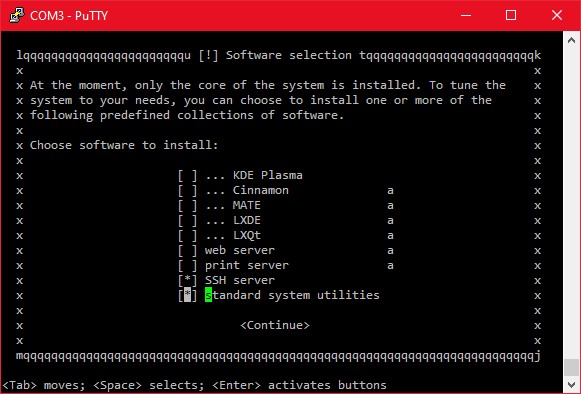 COM3 - PuTTY
lqqqqqqqqqqqqqqqqqqqqqqu [!] Software selection tqqqqqqqqqqqqqqqqqqqqqqqqk
x x
x At the moment, only the core of the system is installed. To tune the x
x system to your needs, you can choose to install one or more of the x
x following predefined collections of software. x
x x
x Choose software to install: x
x x
x [ ] ... KDE Plasma x
x [ ] ... Cinnamon a x
x [ ] ... MATE a x
x [ ] ... LXDE a x
x [ ] ... LXQt a x
x [ ] web server a x
x [ ] print server a x
x [*] SSH server x
x [*] standard system utilities x
x x
x <Continue> x
x x
mqqqqqqqqqqqqqqqqqqqqqqqqqqqqqqqqqqqqqqqqqqqqqqqqqqqqqqqqqqqqqqqqqqqqqqqqqj
<Tab> moves; <Space> selects; <Enter> activates buttons